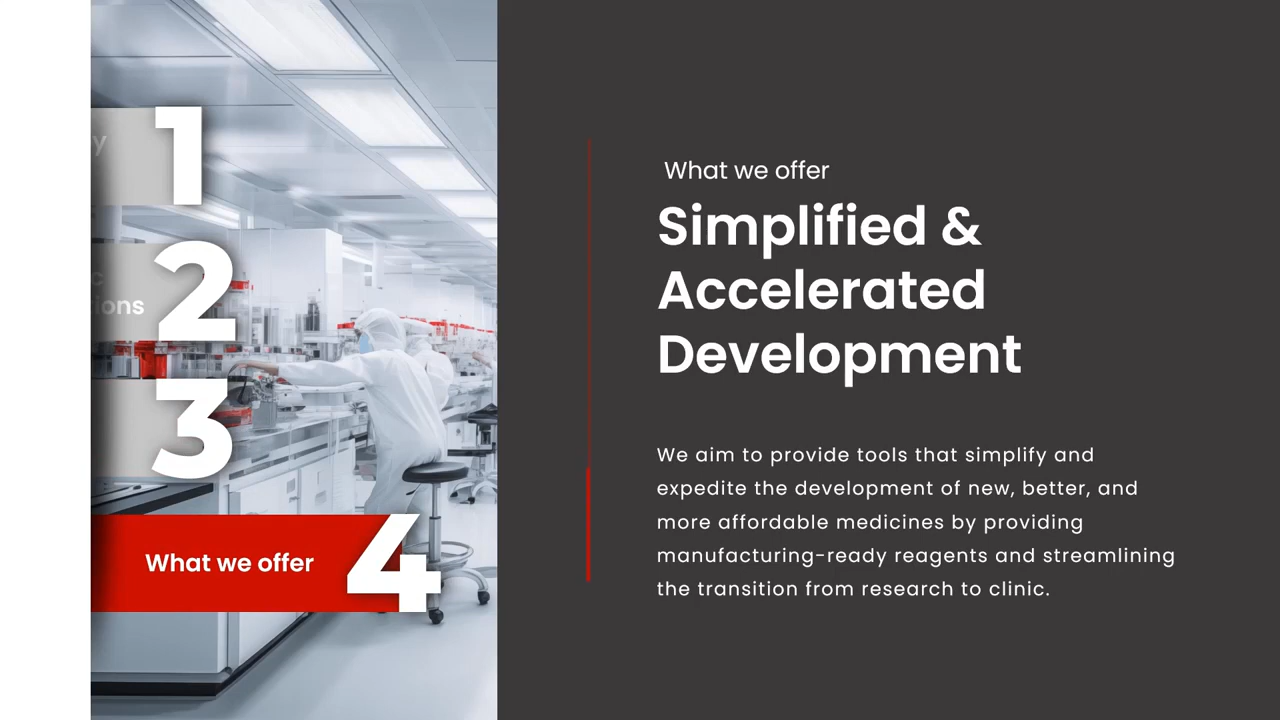 1
2
3
What we offer
4
What we offer
Simplified &
Accelerated
Development
We aim to provide tools that simplify and
expedite the development of new, better, and
more affordable medicines by providing
manufacturing-ready reagents and streamlining
the transition from research to clinic.